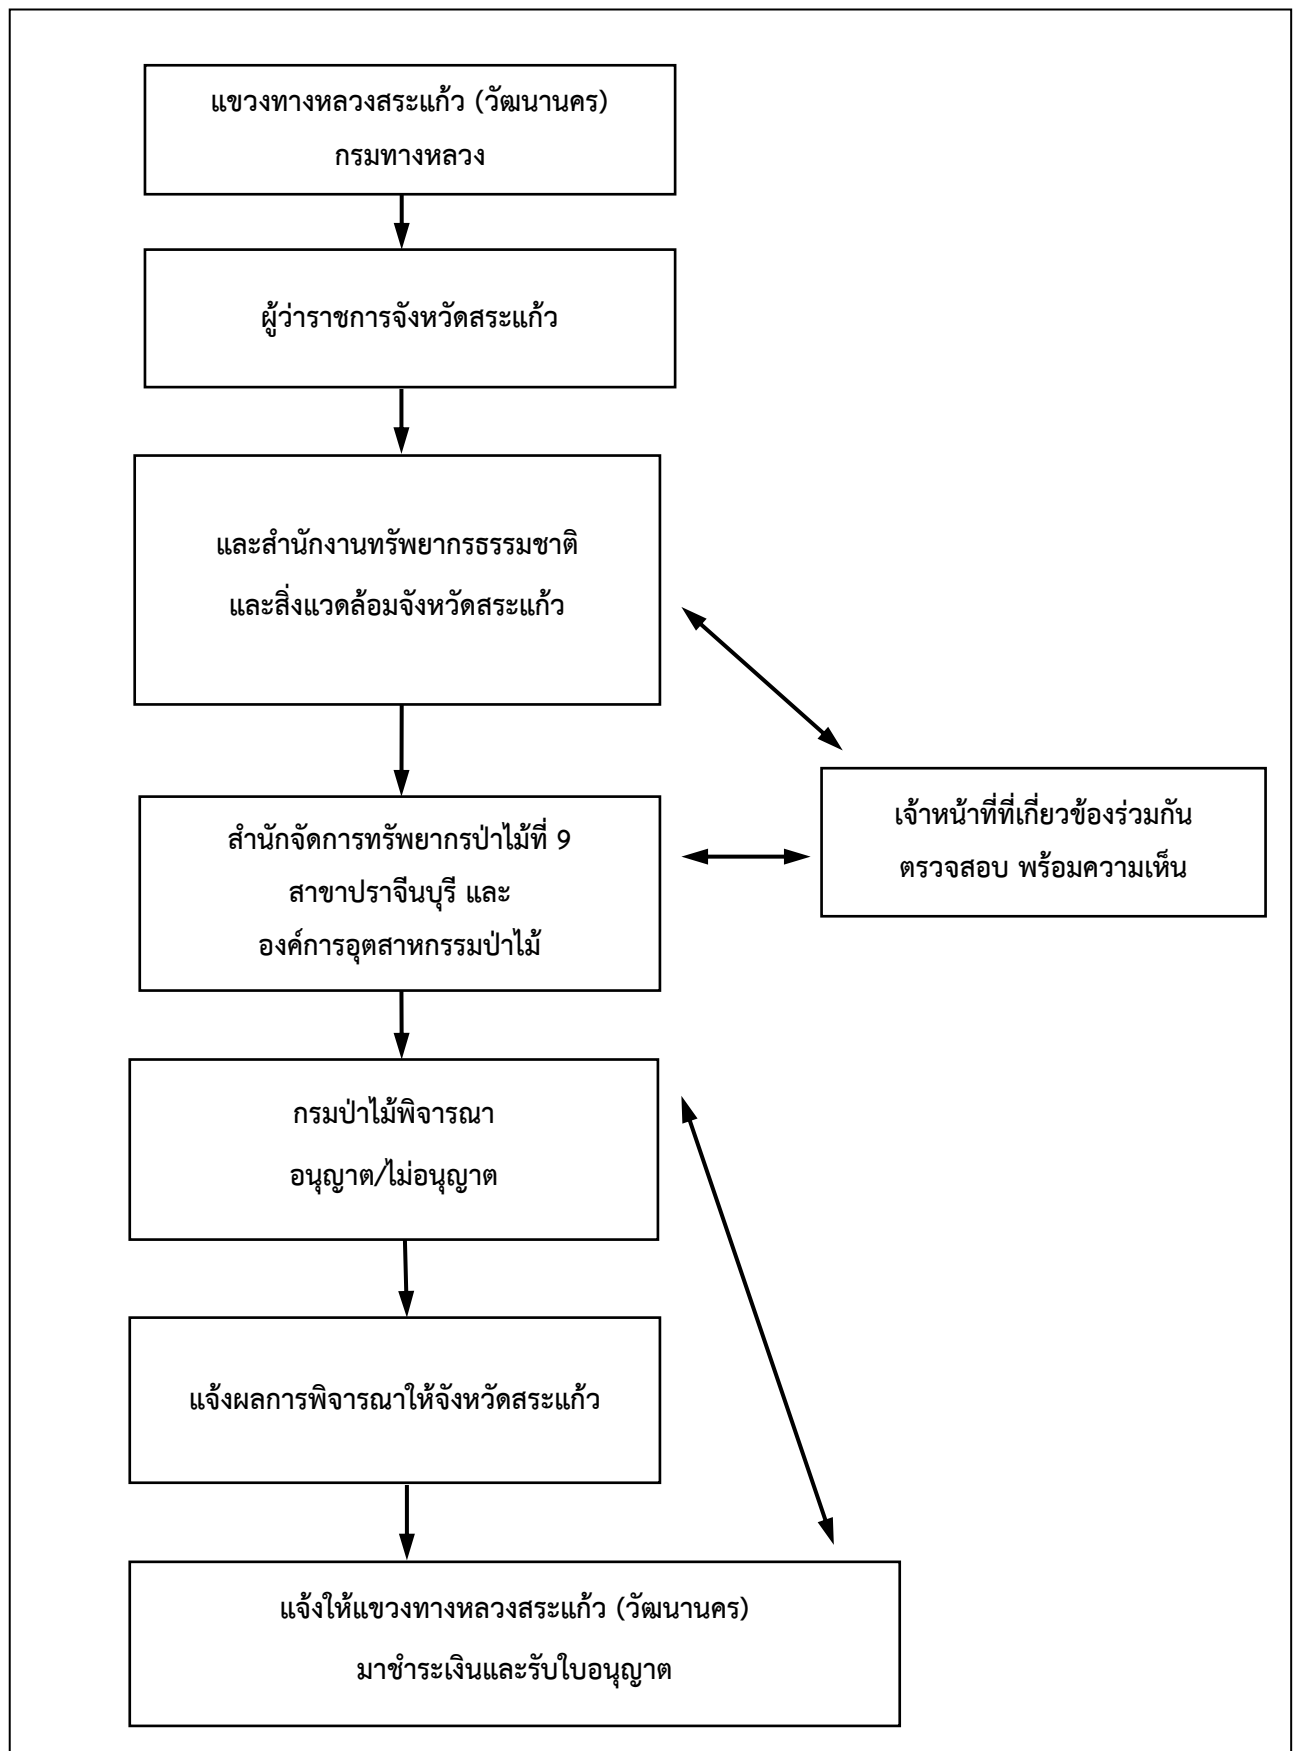 แขวงทางหลวงสระแก้ว (วัฒนานคร)
กรมทางหลวง
ผู้ว่าราชการจังหวัดสระแก้ว
และสำนักงานทรัพยากรธรรมชาติ
และสิ่งแวดล้อมจังหวัดสระแก้ว
สำนักจัดการทรัพยากรป่าไม้ที่ 9
สาขาปราจีนบุรี และ
องค์การอุตสาหกรรมป่าไม้
เจ้าหน้าที่ที่เกี่ยวข้องร่วมกัน
ตรวจสอบ พร้อมความเห็น
กรมป่าไม้พิจารณา
อนุญาต/ไม่อนุญาต
แจ้งผลการพิจารณาให้จังหวัดสระแก้ว
แจ้งให้แขวงทางหลวงสระแก้ว (วัฒนานคร)
มาชำระเงินและรับใบอนุญาต